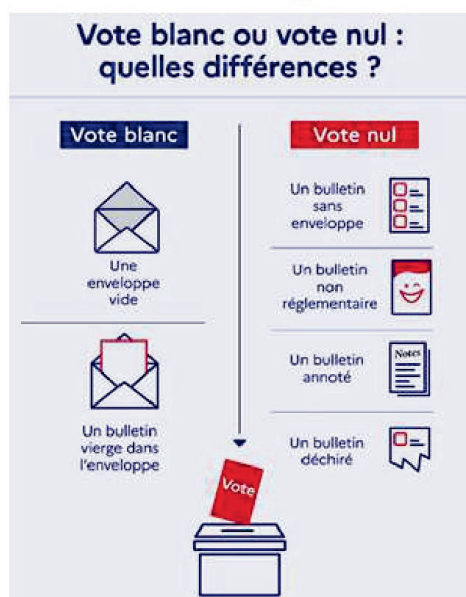 Vote blanc ou vote nul :
quelles différences ?
Vote blanc
Une
enveloppe
vide
Un bulletin
vierge dans
l'enveloppe
Vote nul
Un bulletin
sans
enveloppe
Un bulletin
non
réglementaire
Un bulletin
annoté
Notes
Un bulletin
déchiré
Vote